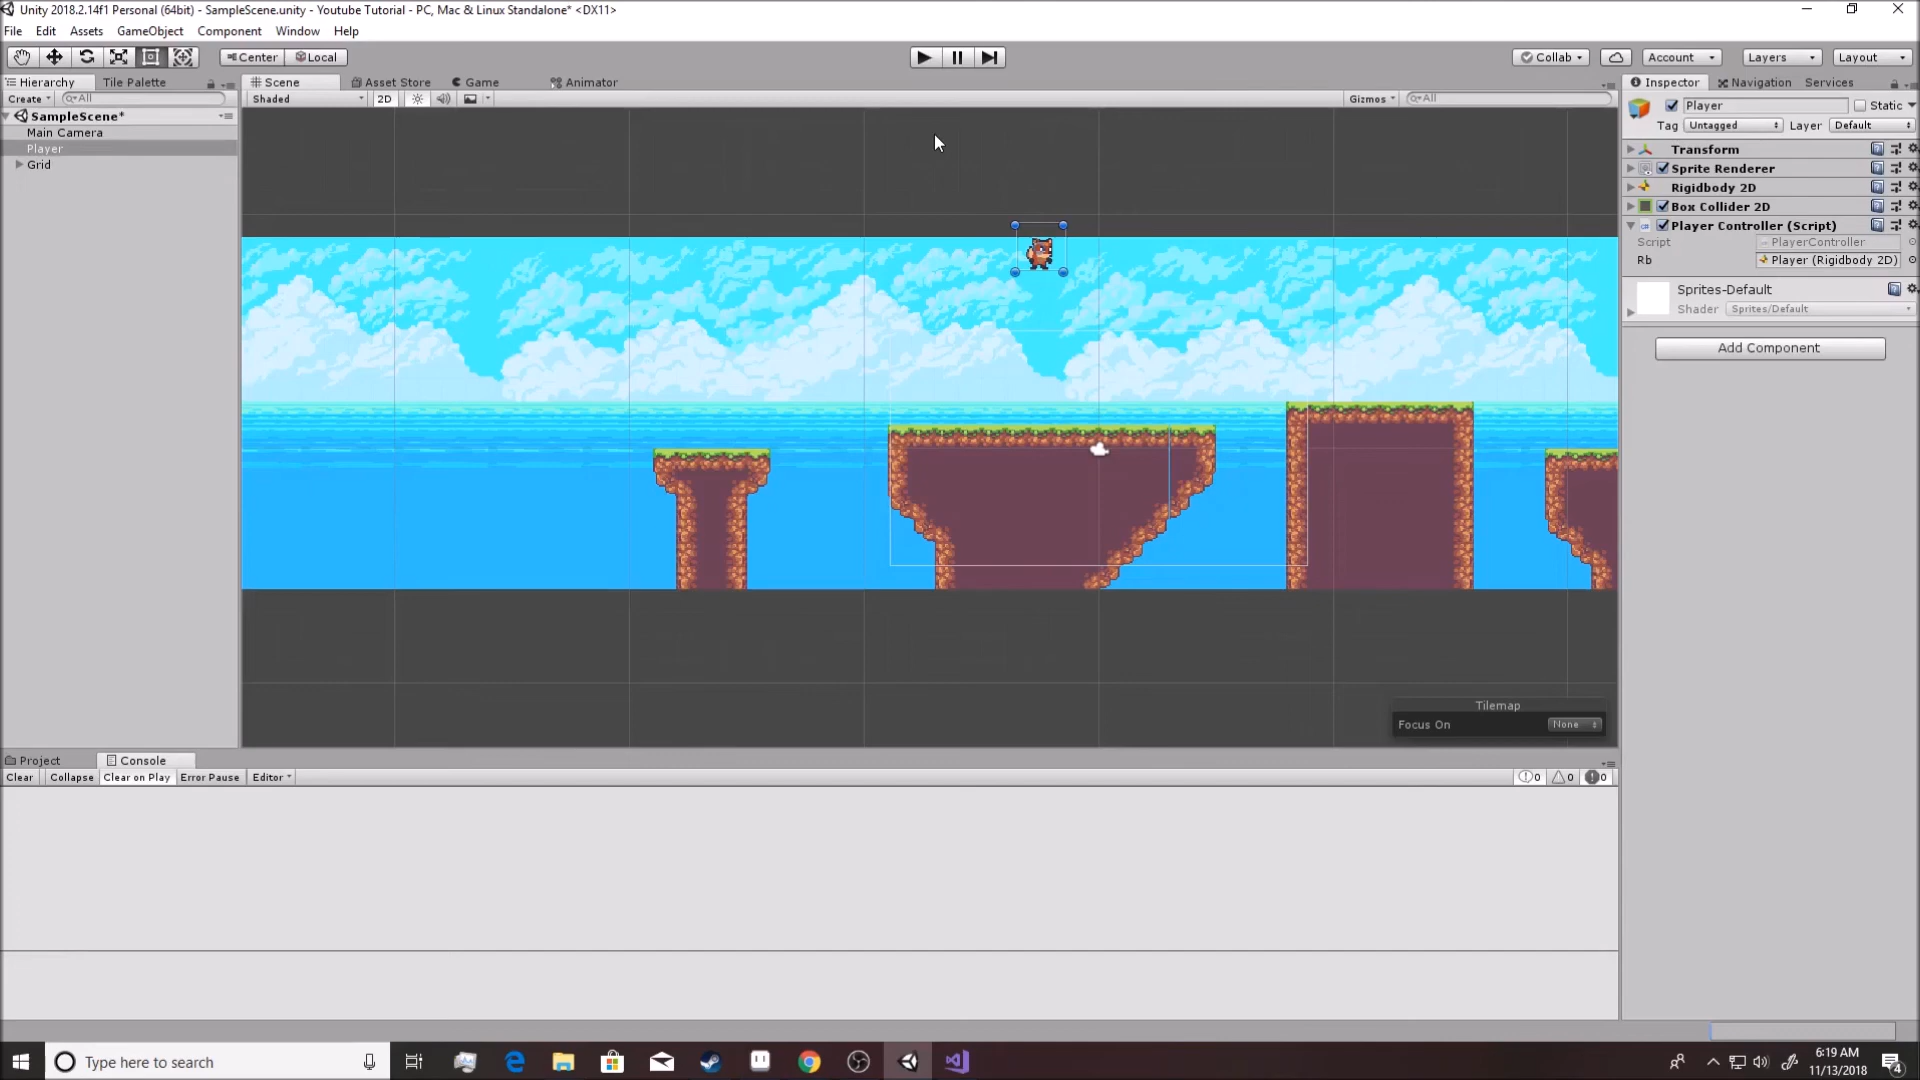 Unity 2018.2.14f1 Personal (64bit) - SampleScene.unity - Youtube Tutorial - PC, Mac & Linux Standalone* <DX11>
File Edit Assets GameObject Component Window Help
Center Local Collab Account Layers Layout
Hierarchy Tile Palette Scene Asset Store Game Animator Inspector Navigation Services
Create All Shaded 2D Gizmos All
SampleScene*
Main Camera
Player
Grid
Player Static
Tag Untagged Layer Default
Transform
Sprite Renderer
Rigidbody 2D
Box Collider 2D
Player Controller (Script)
Script PlayerController
Rb Player (Rigidbody 2D)
Sprites-Default
Shader Sprites/Default
Add Component
Tilemap
Focus On None
Project Console
Clear Collapse Clear on Play Error Pause Editor 0 0 0
Type here to search
6:19 AM
11/13/2018
4